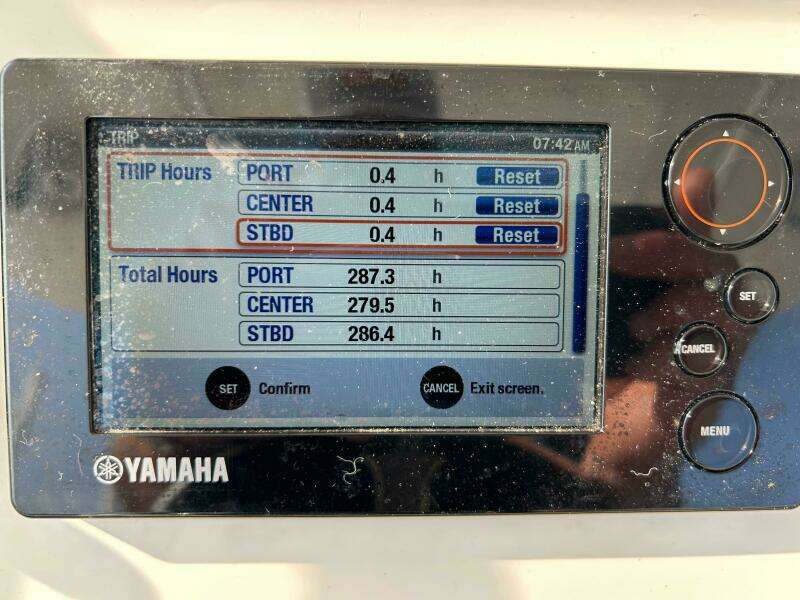 TRIP 07:42 AM
TRIP Hours PORT 0.4 h Reset
CENTER 0.4 h Reset
STBD 0.4 h Reset
Total Hours PORT 287.3 h
CENTER 279.5 h
STBD 286.4 h
SET Confirm CANCEL Exit screen.
SET
CANCEL
MENU
YAMAHA